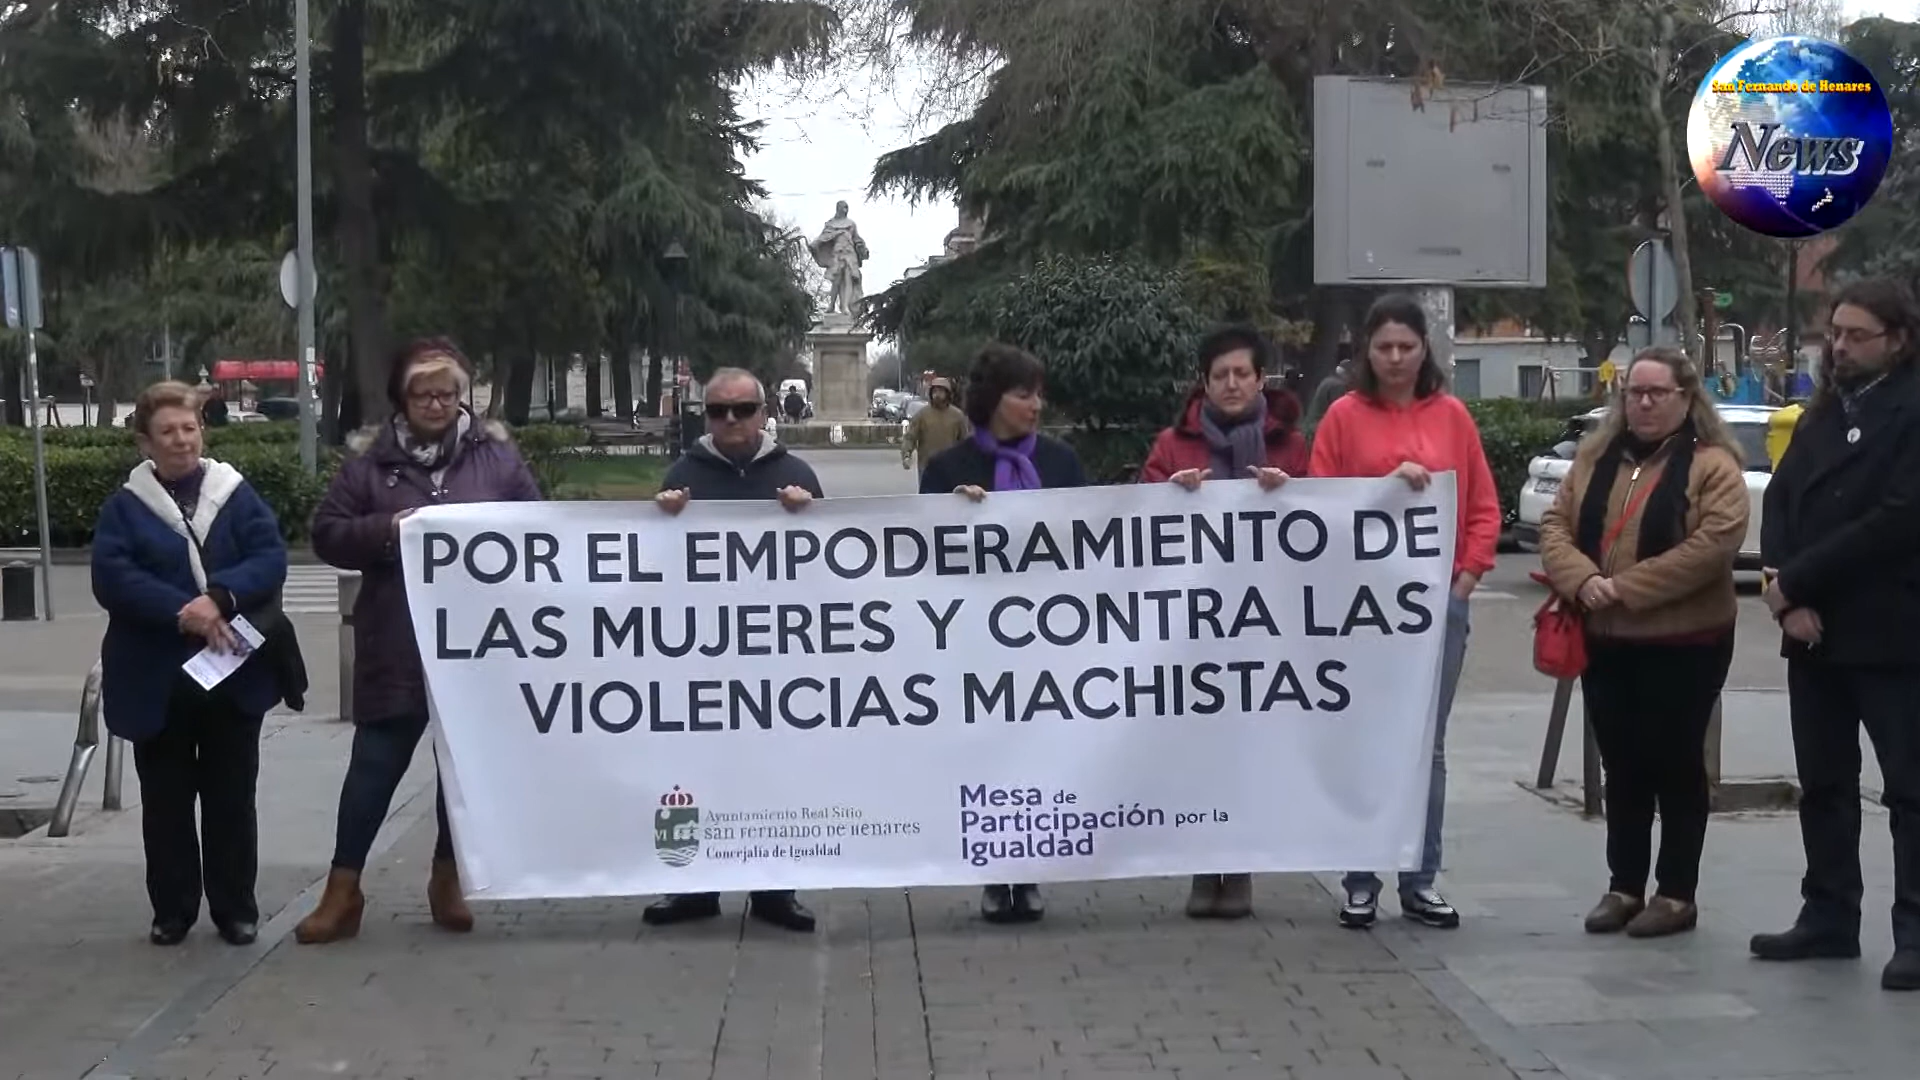 San Fernando de Henares
News
POR EL EMPODERAMIENTO DE
LAS MUJERES Y CONTRA LAS
VIOLENCIAS MACHISTAS
Ayuntamiento Real Sitio
San Fernando de Henares
Concejalía de Igualdad
VI
Mesa de
Participación por la
Igualdad